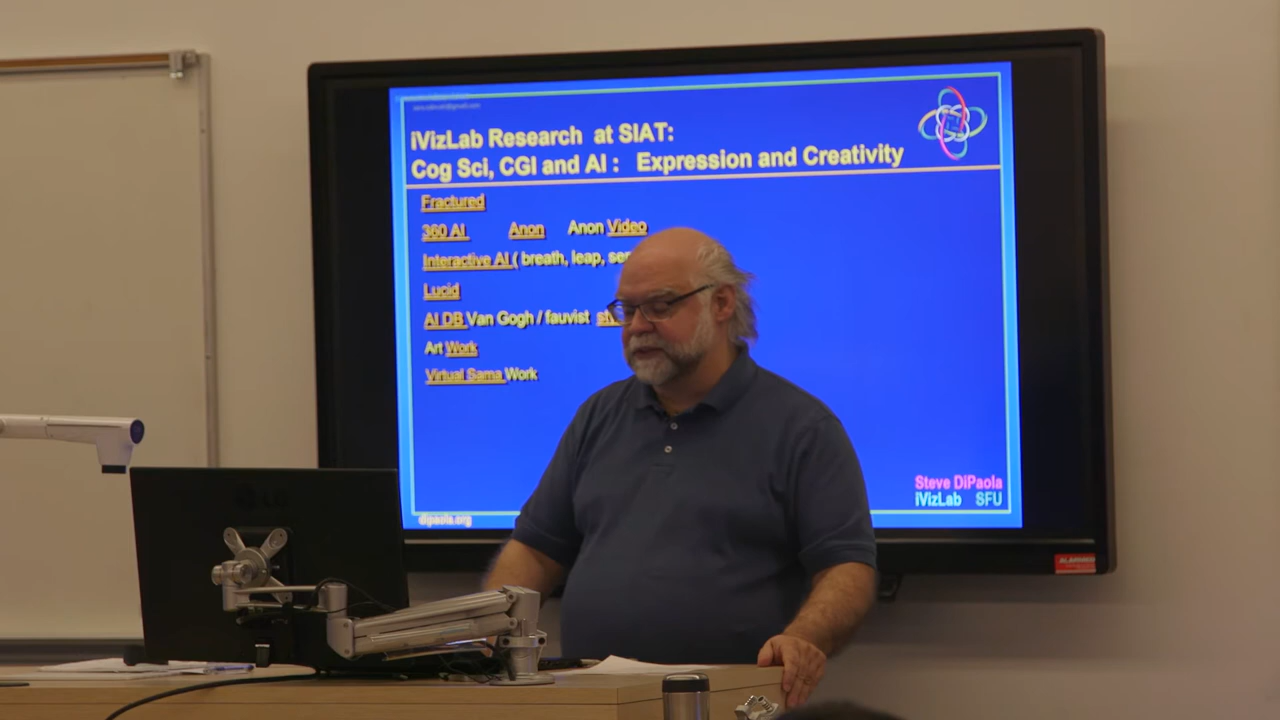 iVizLab Research at SIAT:
Cog Sci, CGI and AI : Expression and Creativity
Fractured
360 AI Anon Anon Video
Interactive AI ( breath, leap,
Lucid
AI DB Van Gogh / fauvist
Art Work
Virtual Sama Work
Steve DiPaola
iVizLab SFU
dipaola.org
LG